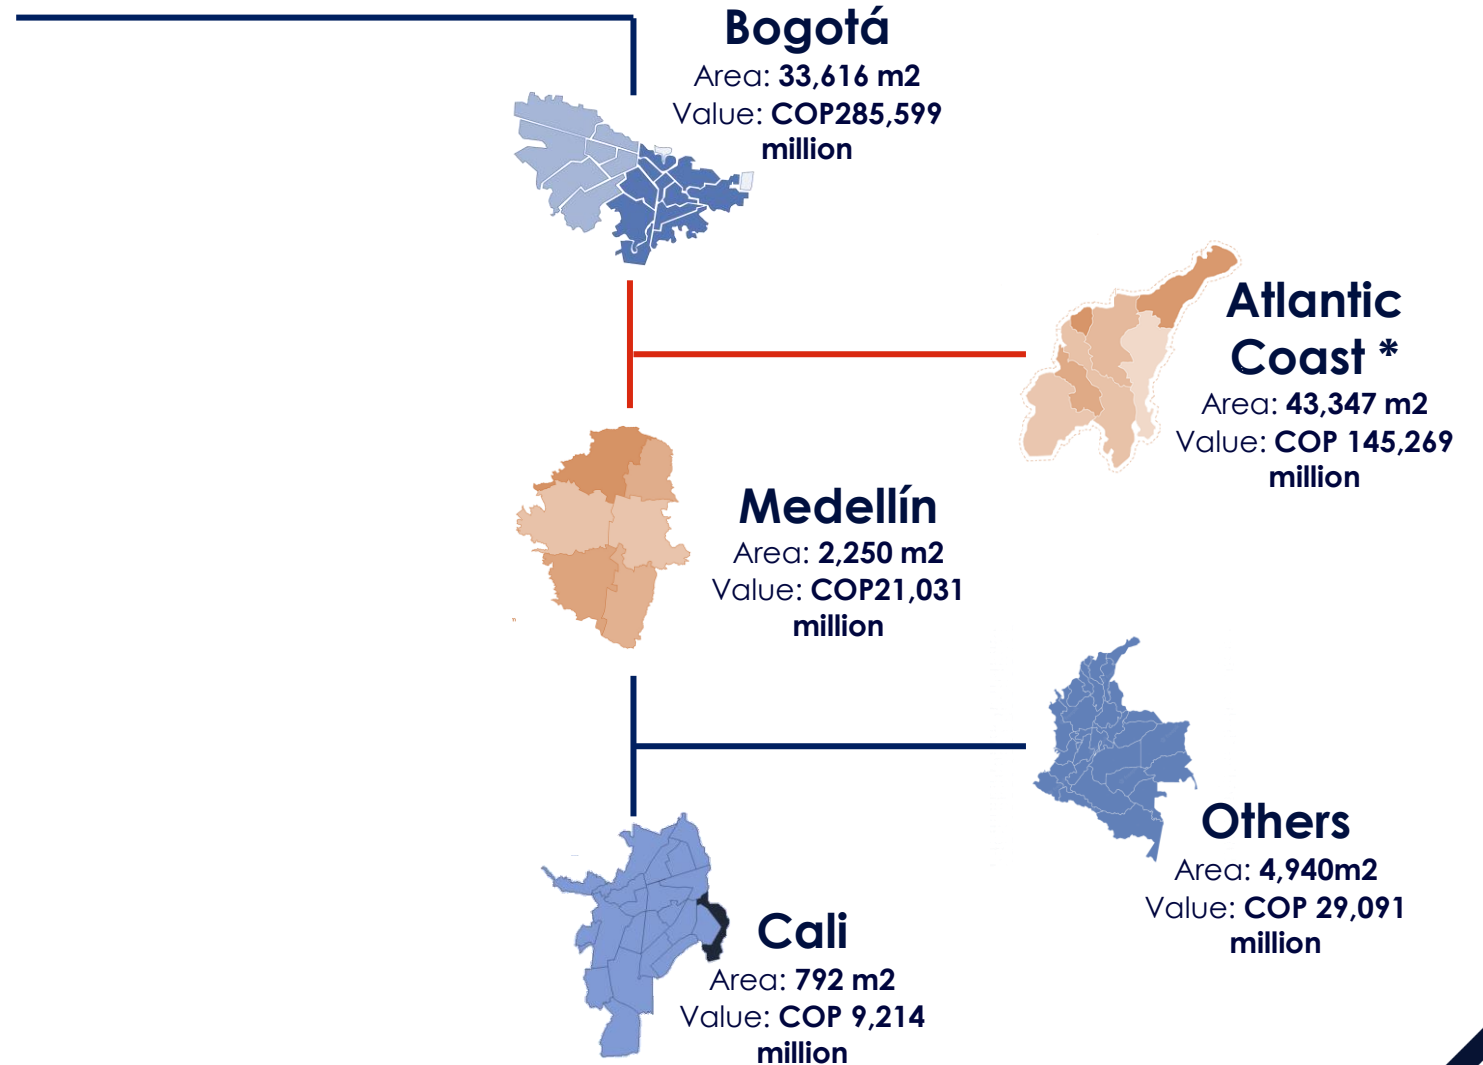 Bogotá
Area: 33,616 m2
Value: COP285,599
million
Atlantic
Coast *
Area: 43,347 m2
Value: COP 145,269
million
Medellín
Area: 2,250 m2
Value: COP21,031
million
Others
Area: 4,940m2
Value: COP 29,091
million
Cali
Area: 792 m2
Value: COP 9,214
million